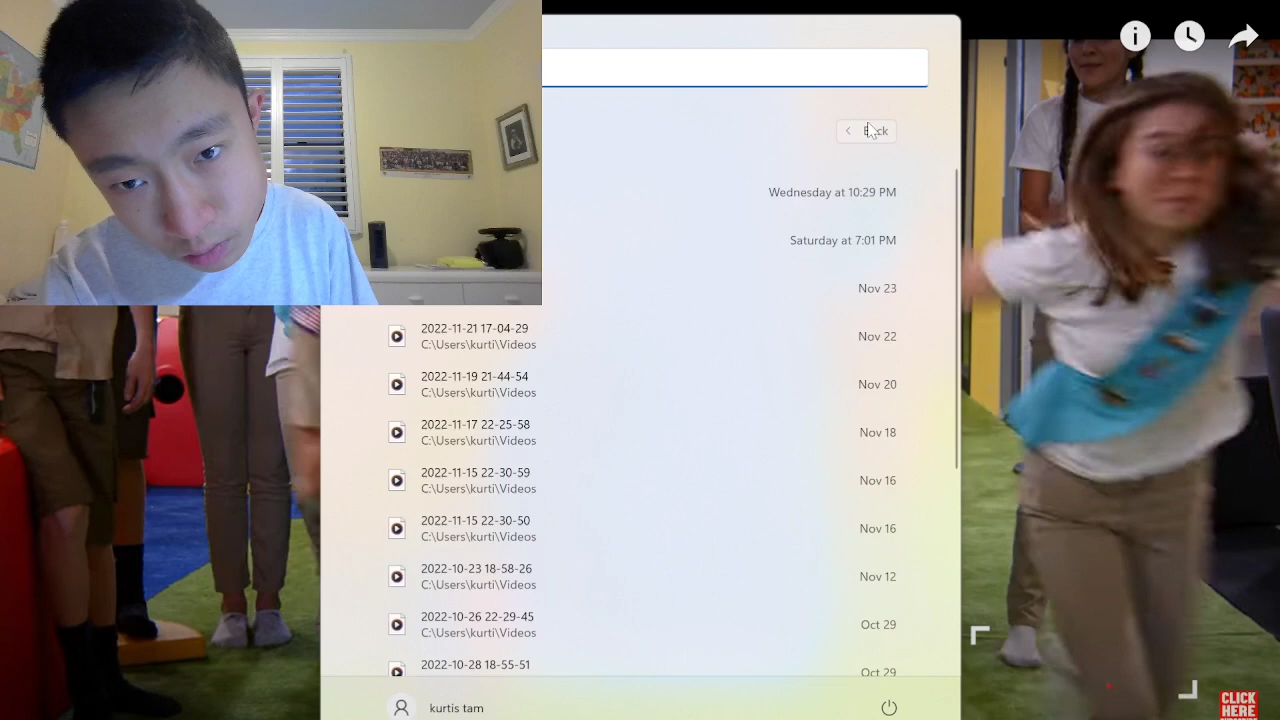 Back
Wednesday at 10:29 PM
Saturday at 7:01 PM
Nov 23
2022-11-21 17-04-29
C:\Users\kurti\Videos
Nov 22
2022-11-19 21-44-54
C:\Users\kurti\Videos
Nov 20
2022-11-17 22-25-58
C:\Users\kurti\Videos
Nov 18
2022-11-15 22-30-59
C:\Users\kurti\Videos
Nov 16
2022-11-15 22-30-50
C:\Users\kurti\Videos
Nov 16
2022-10-23 18-58-26
C:\Users\kurti\Videos
Nov 12
2022-10-26 22-29-45
C:\Users\kurti\Videos
Oct 29
2022-10-28 18-55-51
Oct 29
kurtis tam
CLICK
HERE